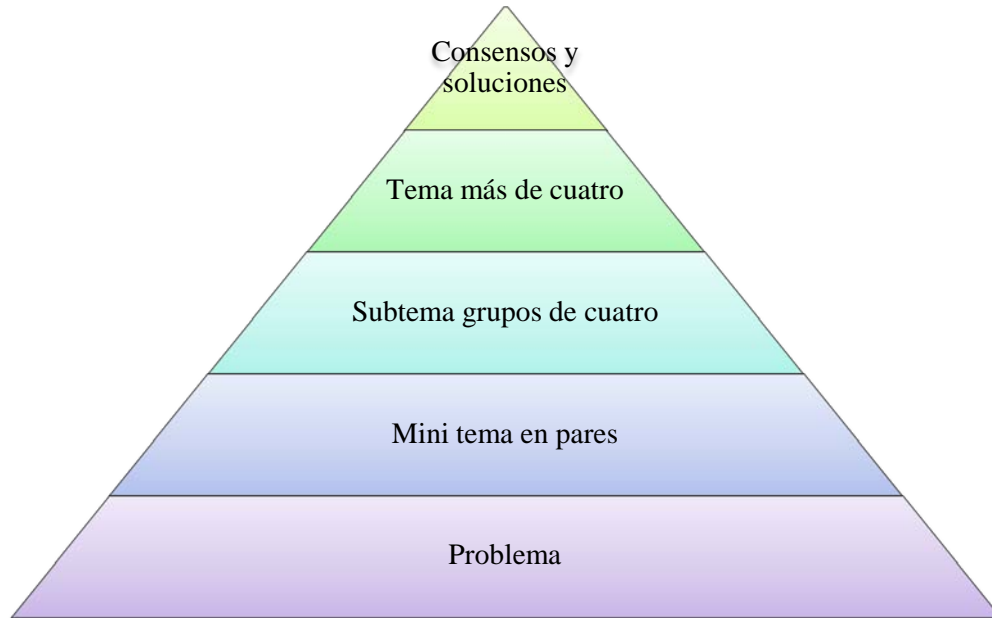 Consensos y
soluciones
Tema más de cuatro
Subtema grupos de cuatro
Mini tema en pares
Problema